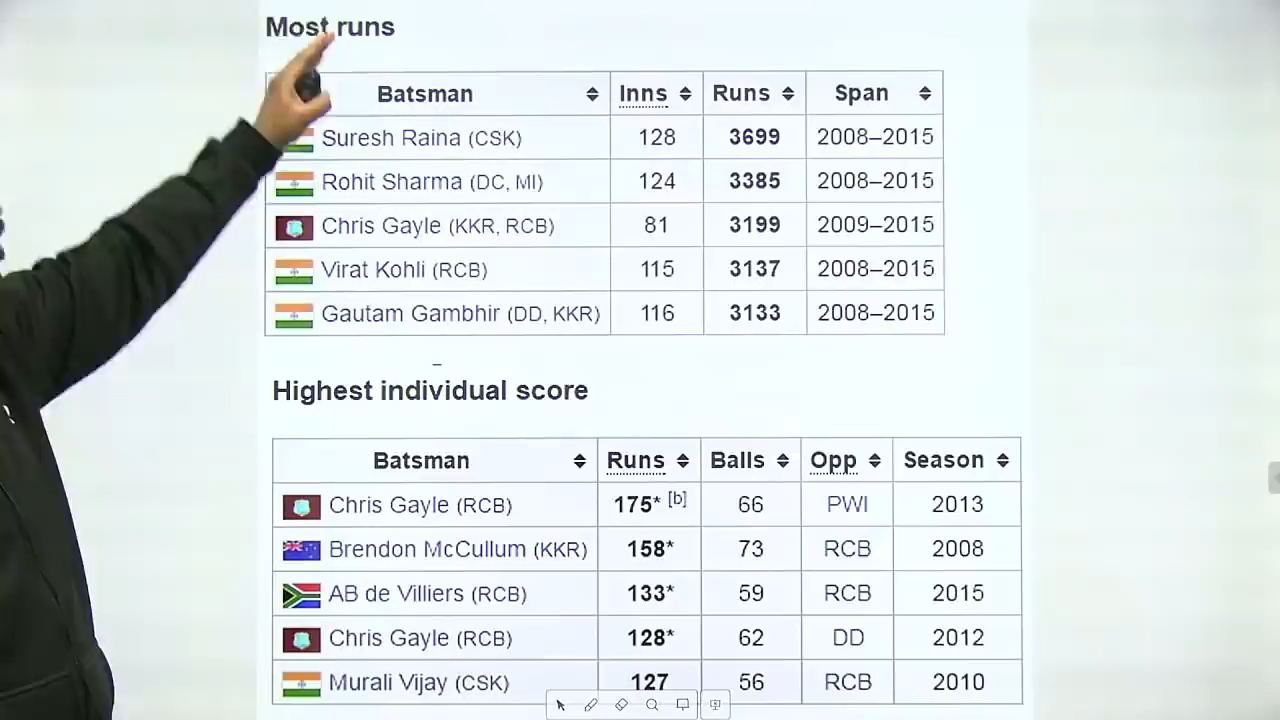 Most runs
Batsman Inns Runs Span
Suresh Raina (CSK) 128 3699 2008–2015
Rohit Sharma (DC, MI) 124 3385 2008–2015
Chris Gayle (KKR, RCB) 81 3199 2009–2015
Virat Kohli (RCB) 115 3137 2008–2015
Gautam Gambhir (DD, KKR) 116 3133 2008–2015
Highest individual score
Batsman Runs Balls Opp Season
Chris Gayle (RCB) 175* [b] 66 PWI 2013
Brendon McCullum (KKR) 158* 73 RCB 2008
AB de Villiers (RCB) 133* 59 RCB 2015
Chris Gayle (RCB) 128* 62 DD 2012
Murali Vijay (CSK) 127 56 RCB 2010